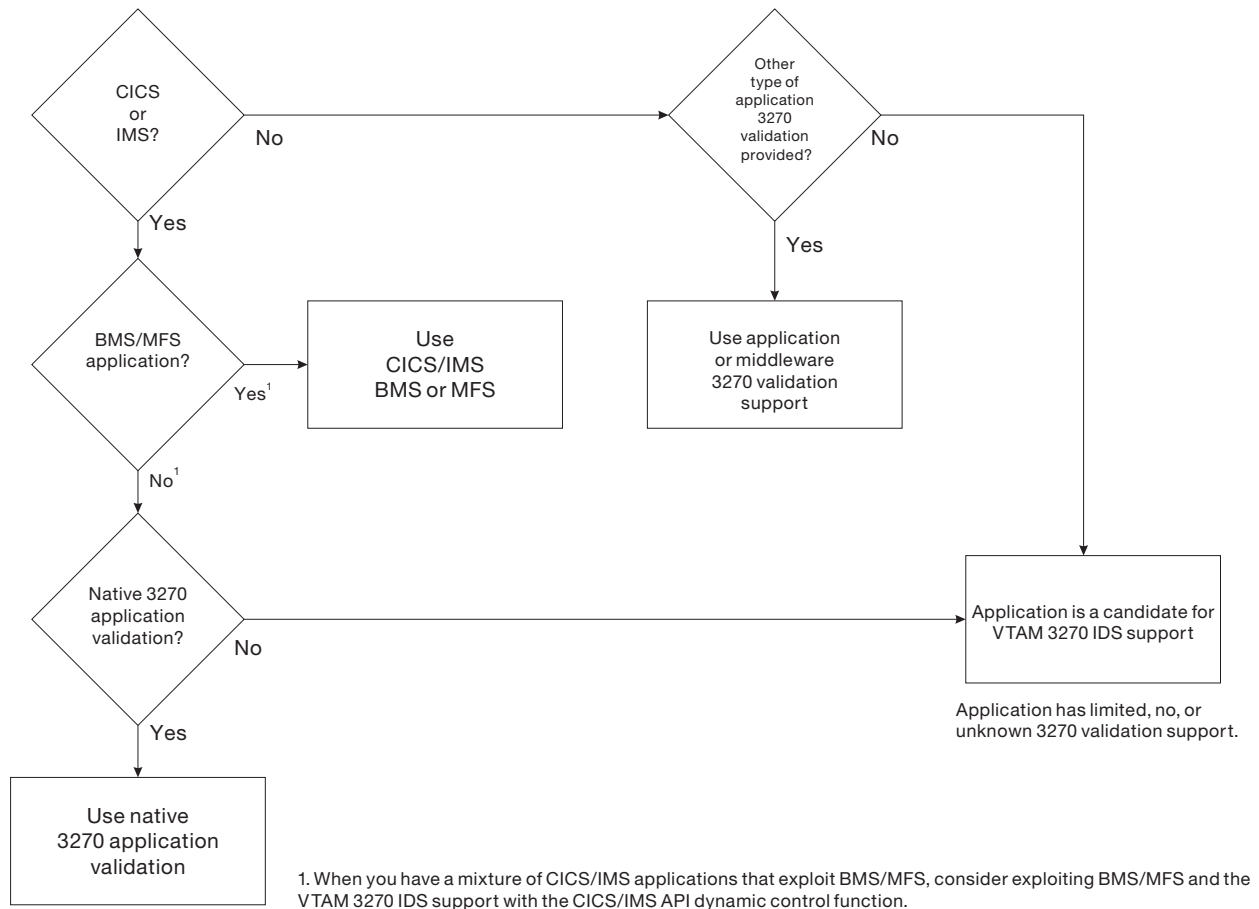 CICS
or
IMS?
No
Yes
Other
type of
application
3270
validation
provided?
No
Yes
BMS/MFS
application?
Yes1
No1
Use
CICS/IMS
BMS or MFS
Use application
or middleware
3270 validation
support
Native 3270
application
validation?
No
Yes
Application is a candidate for
VTAM 3270 IDS support
Application has limited, no, or
unknown 3270 validation support.
Use native
3270 application
validation
1. When you have a mixture of CICS/IMS applications that exploit BMS/MFS, consider exploiting BMS/MFS and the
VTAM 3270 IDS support with the CICS/IMS API dynamic control function.